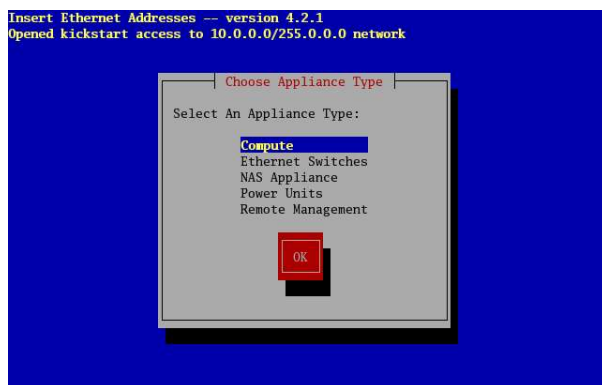 Insert Ethernet Addresses -- version 4.2.1
Opened kickstart access to 10.0.0.0/255.0.0.0 network
Choose Appliance Type
Select An Appliance Type:
Compute
Ethernet Switches
NAS Appliance
Power Units
Remote Management
OK